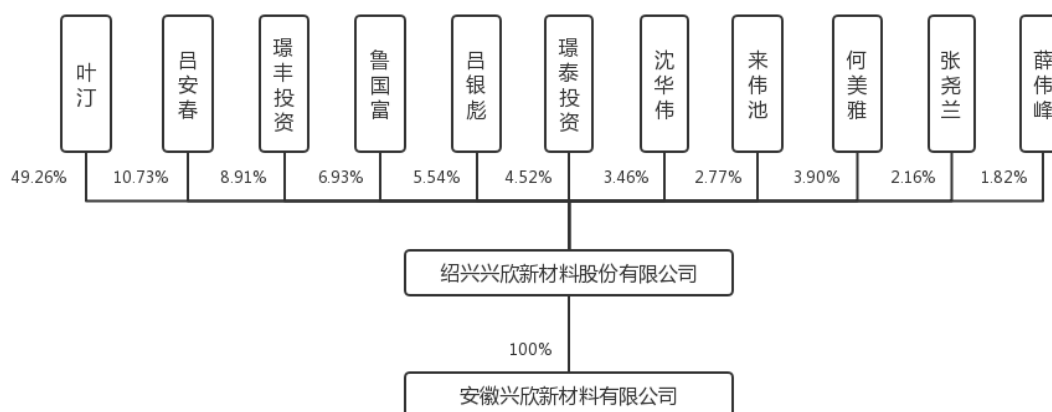 叶汀
吕安春
璟丰投资
鲁国富
吕银彪
璟泰投资
沈华伟
来伟池
何美雅
张尧兰
薛伟峰
49.26%
10.73%
8.91%
6.93%
5.54%
4.52%
3.46%
2.77%
3.90%
2.16%
1.82%
绍兴兴欣新材料股份有限公司
100%
安徽兴欣新材料有限公司